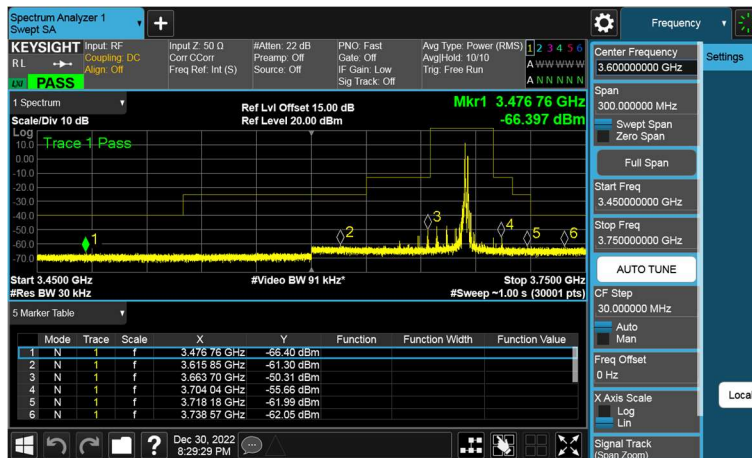 Spectrum Analyzer 1
Swept SA
+
Frequency
KEYSIGHT
RL
PASS
Input: RF
Coupling: DC
Align: Off
Input Z: 50 Ω
Corr CCorr
Freq Ref: Int (S)
#Atten: 22 dB
Preamp: Off
Source: Off
PNO: Fast
Gate: Off
IF Gain: Low
Sig Track: Off
Avg Type: Power (RMS)
Avg|Hold: 10/10
Trig: Free Run
1 2 3 4 5 6
A W W W W W
A N N N N N
1 Spectrum
Scale/Div 10 dB
Ref Lvl Offset 15.00 dB
Ref Level 20.00 dBm
Mkr1 3.476 76 GHz
-66.397 dBm
Log
Trace 1 Pass
10.0
0.00
-10.0
-20.0
-30.0
-40.0
-50.0
-60.0
-70.0
1
2
3
4
5
6
Start 3.4500 GHz
#Res BW 30 kHz
#Video BW 91 kHz*
Stop 3.7500 GHz
#Sweep ~1.00 s (30001 pts)
5 Marker Table
Mode Trace Scale X Y Function Function Width Function Value
1 N 1 f 3.476 76 GHz -66.40 dBm
2 N 1 f 3.615 85 GHz -61.30 dBm
3 N 1 f 3.663 70 GHz -50.31 dBm
4 N 1 f 3.704 04 GHz -55.66 dBm
5 N 1 f 3.718 18 GHz -61.99 dBm
6 N 1 f 3.738 57 GHz -62.05 dBm
?
Dec 30, 2022
8:29:29 PM
Center Frequency
3.600000000 GHz
Settings
Span
300.000000 MHz
Swept Span
Zero Span
Full Span
Start Freq
3.450000000 GHz
Stop Freq
3.750000000 GHz
AUTO TUNE
CF Step
30.000000 MHz
Auto
Man
Freq Offset
0 Hz
X Axis Scale
Log
Lin
Local
Signal Track
(Span Zoom)